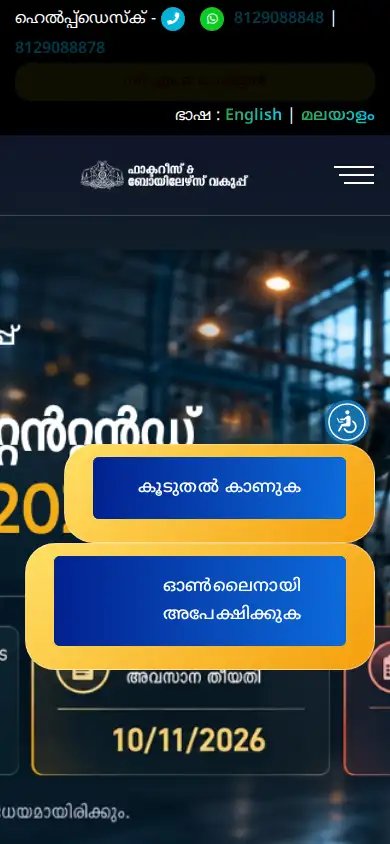 ഹെൽപ്പ്ഡെസ്ക് - 8129088848 |
8129088878
ഭാഷ : English | മലയാളം
ഫാക്ടറീസ് &
ബോയിലേഴ്സ് വകുപ്പ്
കൂടുതൽ കാണുക
ഓൺലൈനായി
അപേക്ഷിക്കുക
അവസാന തീയതി
10/11/2026